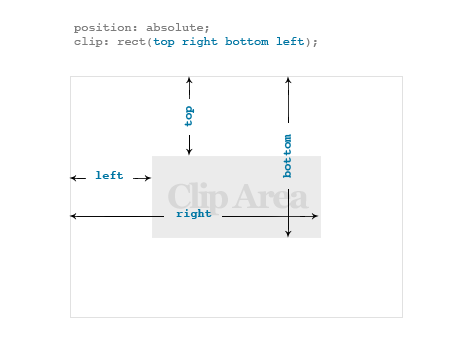 position: absolute;
clip: rect(top right bottom left);
top
bottom
left
Clip Area
right